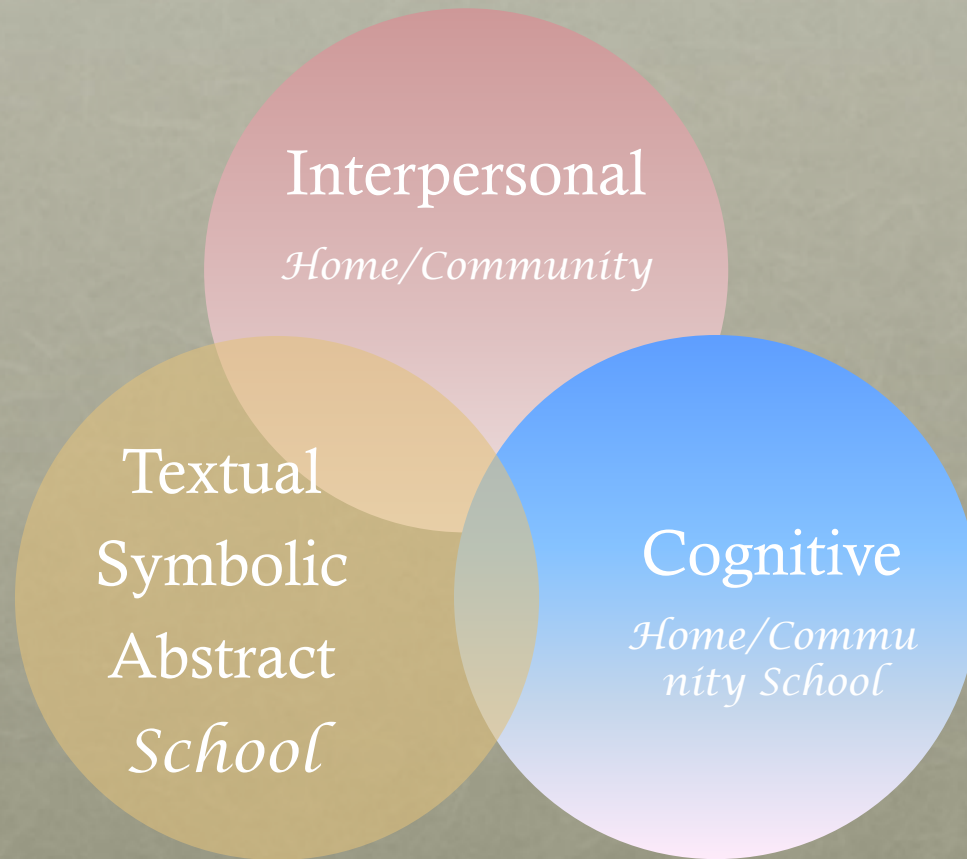 Interpersonal
Home/Community
Textual
Symbolic
Abstract
School
Cognitive
Home/Commu
nity School